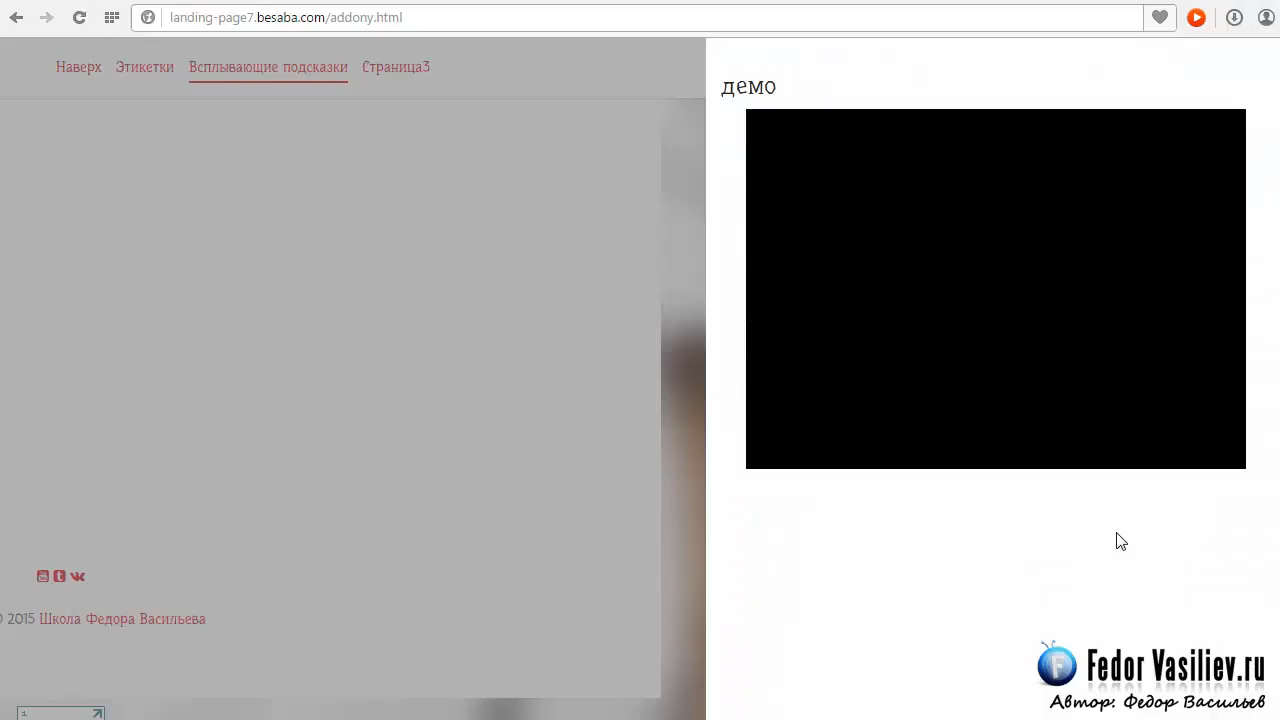 landing-page7.besaba.com/addony.html
Наверх Этикетки Всплывающие подсказки Страница3
демо
© 2015 Школа Федора Васильева
Fedor Vasiliev.ru
Автор: Федор Васильев